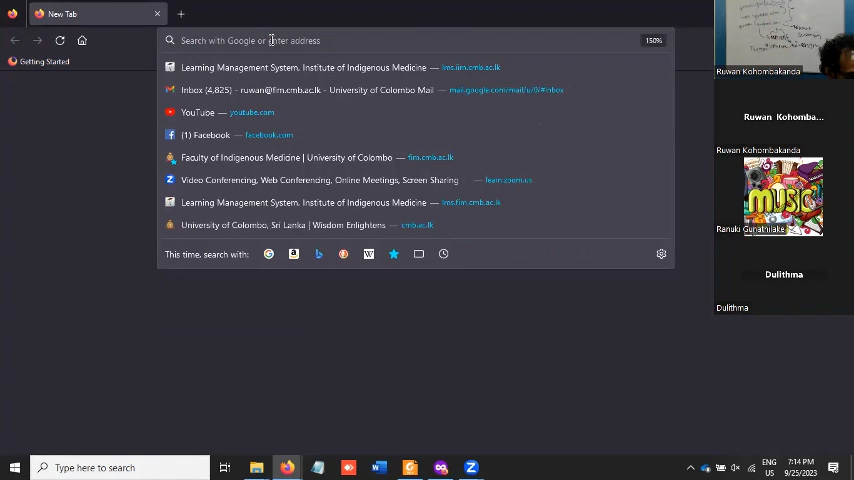 New Tab
Search with Google or enter address
150%
Learning Management System, Institute of Indigenous Medicine — lms.iim.cmb.ac.lk
Inbox (4,825) - ruwan@fim.cmb.ac.lk - University of Colombo Mail — mail.google.com/mail/u/0/#inbox
YouTube — youtube.com
(1) Facebook — facebook.com
Faculty of Indigenous Medicine | University of Colombo — fim.cmb.ac.lk
Video Conferencing, Web Conferencing, Online Meetings, Screen Sharing — learn.zoom.us
Learning Management System, Institute of Indigenous Medicine — lms.fim.cmb.ac.lk
University of Colombo, Sri Lanka | Wisdom Enlightens — cmb.ac.lk
This time, search with:
Getting Started
Ruwan Kohombakanda
Ruwan Kohomba...
Ruwan Kohombakanda
MUSIC
Ranuki Gunathilake
Dulithma
Dulithma
Type here to search
ENG
US
7:14 PM
9/25/2023